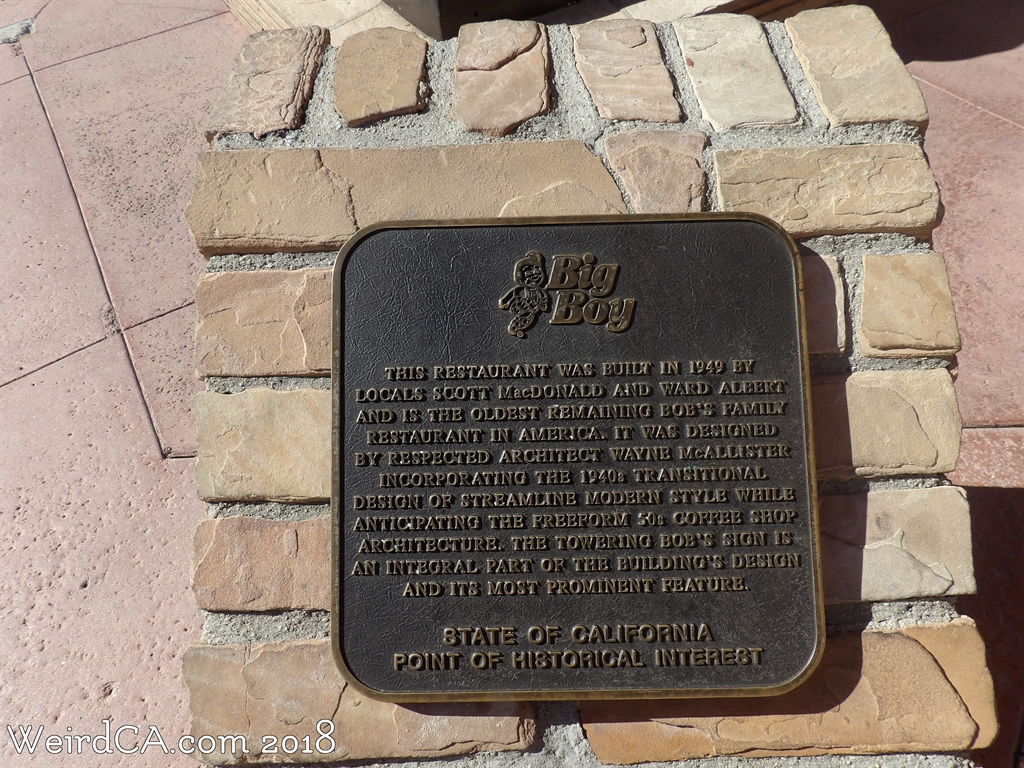 Big
Boy
THIS RESTAURANT WAS BUILT IN 1949 BY
LOCALS SCOTT MacDONALD AND WARD ALBERT
AND IS THE OLDEST REMAINING BOB'S FAMILY
RESTAURANT IN AMERICA. IT WAS DESIGNED
BY RESPECTED ARCHITECT WAYNE McALLISTER
INCORPORATING THE 1940s TRANSITIONAL
DESIGN OF STREAMLINE MODERN STYLE WHILE
ANTICIPATING THE FREEFORM 50s COFFEE SHOP
ARCHITECTURE. THE TOWERING BOB'S SIGN IS
AN INTEGRAL PART OF THE BUILDING'S DESIGN
AND ITS MOST PROMINENT FEATURE.
STATE OF CALIFORNIA
POINT OF HISTORICAL INTEREST
WeirdCA.com 2018